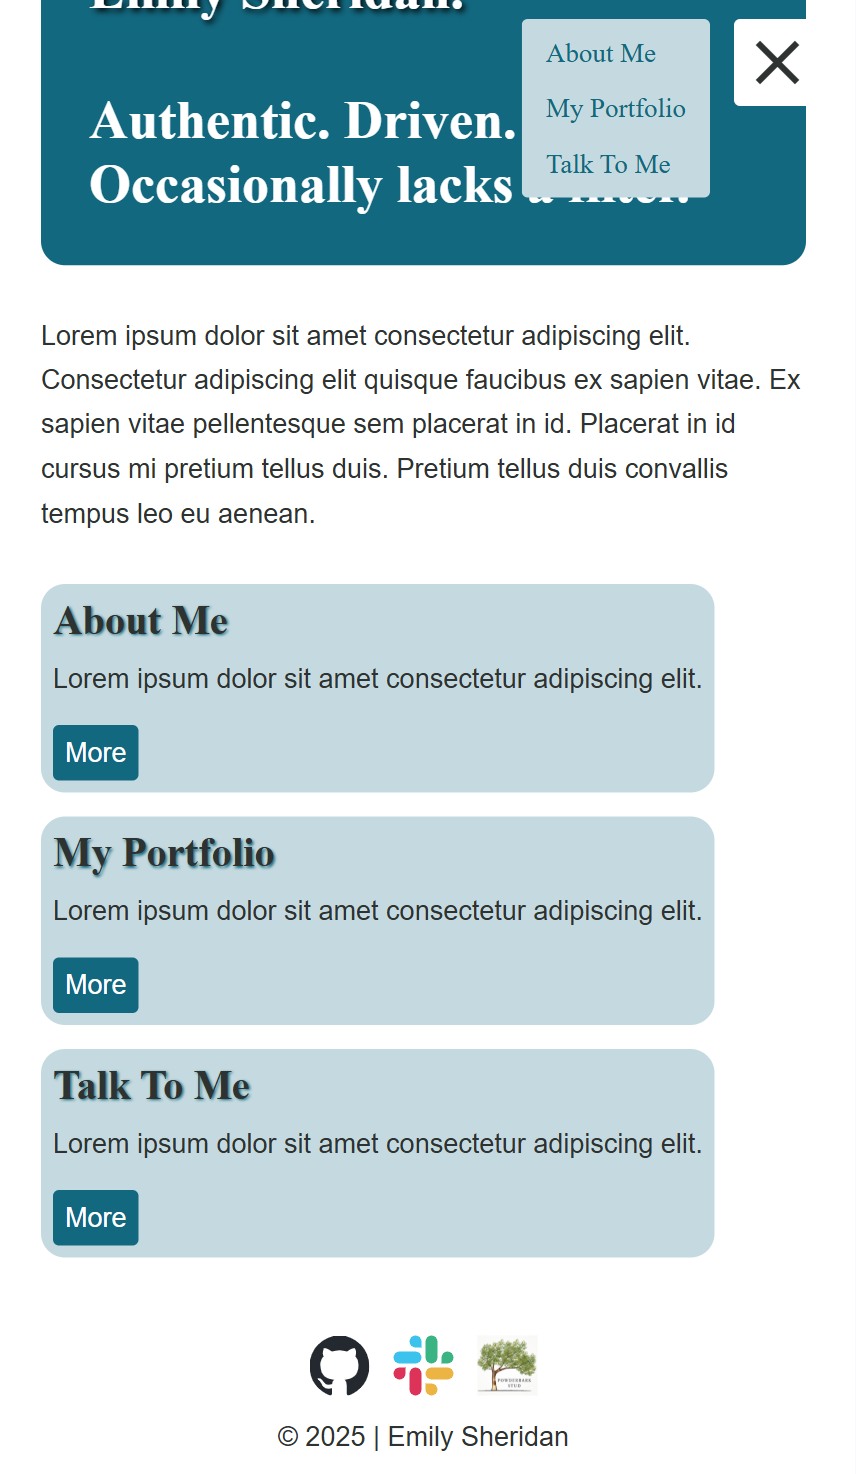 Emily Sheridan.
About Me
My Portfolio
Talk To Me
Authentic. Driven.
Occasionally lacks a filter.
Lorem ipsum dolor sit amet consectetur adipiscing elit.
Consectetur adipiscing elit quisque faucibus ex sapien vitae. Ex
sapien vitae pellentesque sem placerat in id. Placerat in id
cursus mi pretium tellus duis. Pretium tellus duis convallis
tempus leo eu aenean.
About Me
Lorem ipsum dolor sit amet consectetur adipiscing elit.
More
My Portfolio
Lorem ipsum dolor sit amet consectetur adipiscing elit.
More
Talk To Me
Lorem ipsum dolor sit amet consectetur adipiscing elit.
More
POWDERBARK
STUD
© 2025 | Emily Sheridan